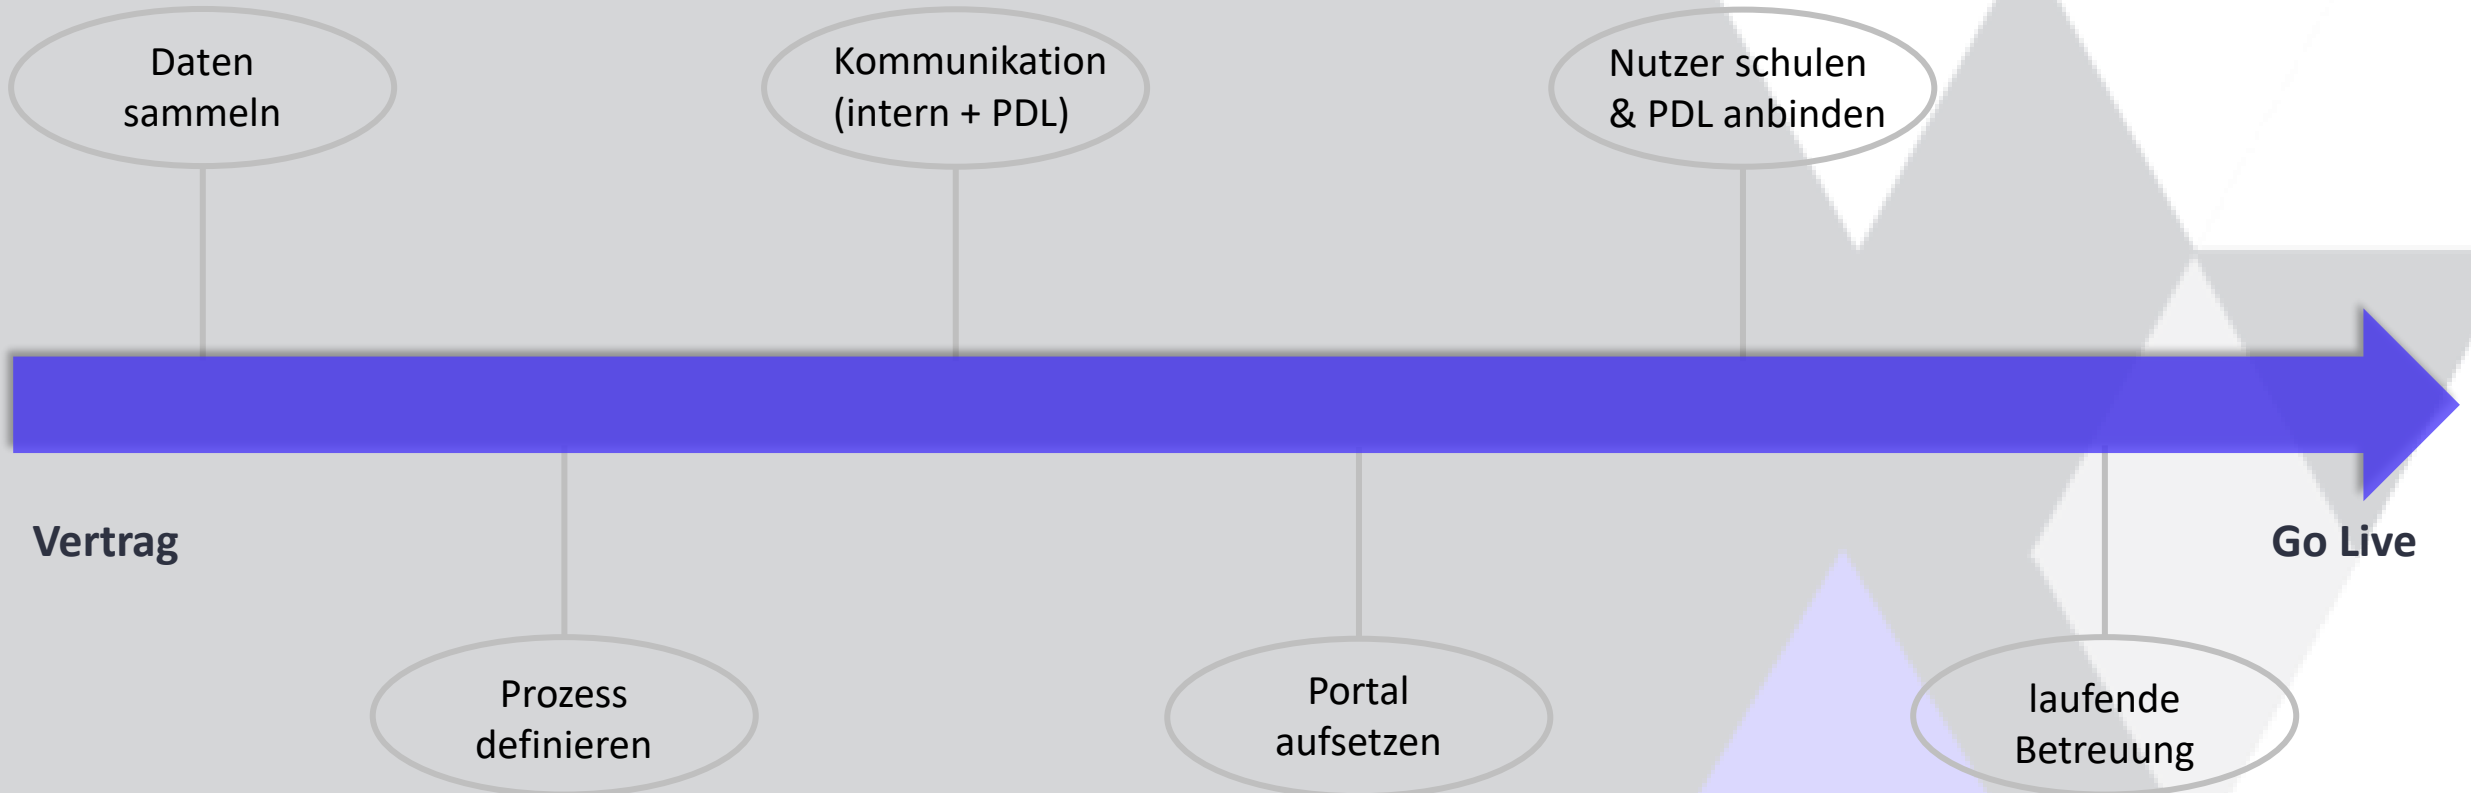 Daten
sammeln
Kommunikation
(intern + PDL)
Nutzer schulen
& PDL anbinden
Vertrag
Go Live
Prozess
definieren
Portal
aufsetzen
laufende
Betreuung